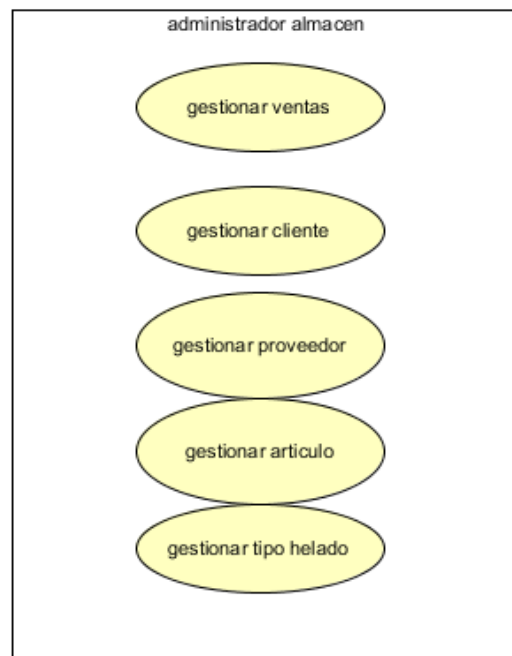 administrador almacen
gestionar ventas
gestionar cliente
gestionar proveedor
gestionar articulo
gestionar tipo helado